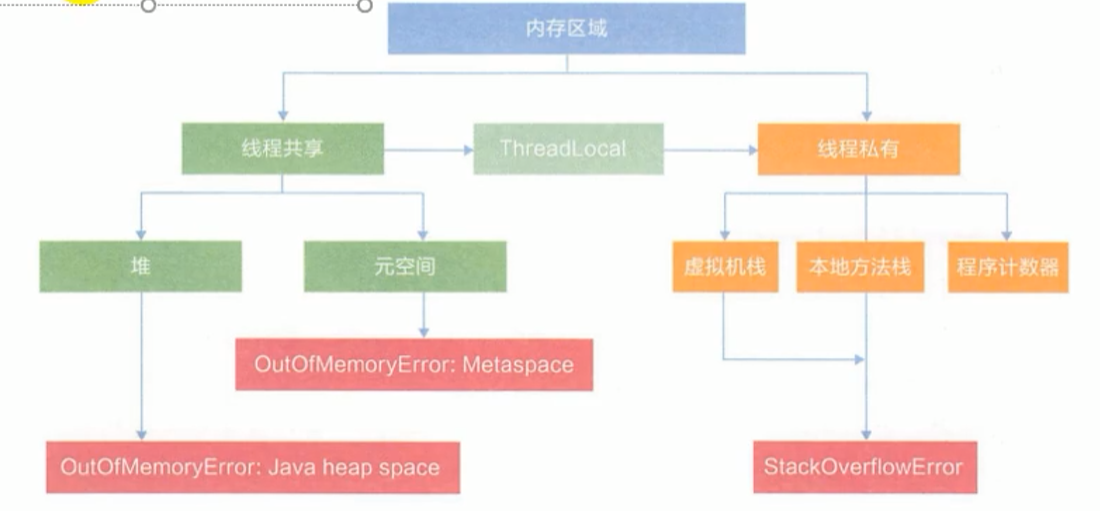 内存区域
线程共享
ThreadLocal
线程私有
堆
元空间
虚拟机栈
本地方法栈
程序计数器
OutOfMemoryError: Metaspace
OutOfMemoryError: Java heap space
StackOverflowError